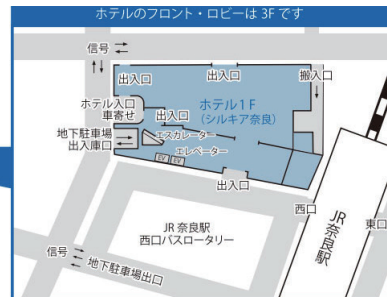 ホテルのフロント・ロビーは 3F です
信号
出入口
出入口
搬入口
ホテル入口
車寄せ
出入口
ホテル1F
（シルキア奈良）
地下駐車場
出入庫口
エスカレーター
エレベーター
EV
EV
出入口
西口
JR奈良駅
東口
JR 奈良駅
西口バスロータリー
信号
地下駐車場出口